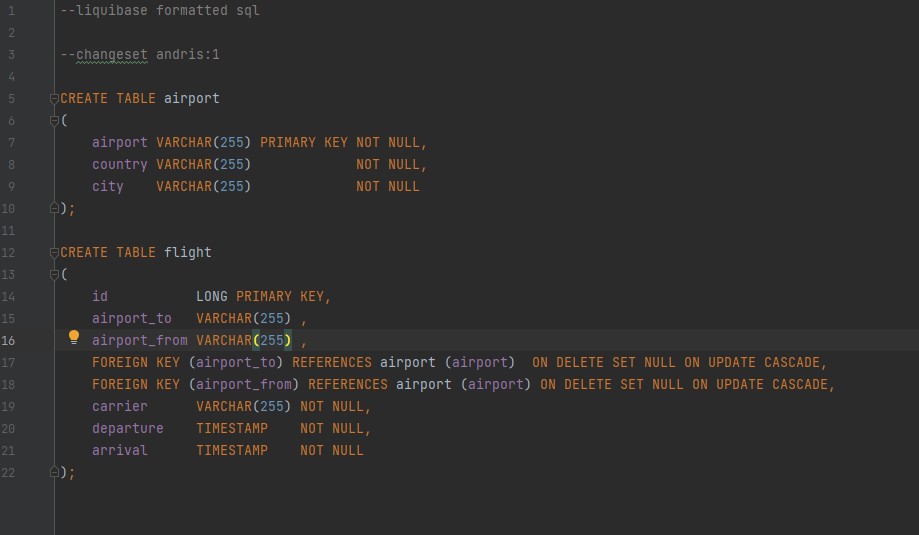 1 --liquibase formatted sql
2
3 --changeset andris:1
4
5 CREATE TABLE airport
6 (
7     airport VARCHAR(255) PRIMARY KEY NOT NULL,
8     country VARCHAR(255)             NOT NULL,
9     city    VARCHAR(255)             NOT NULL
10 );
11
12 CREATE TABLE flight
13 (
14     id           LONG PRIMARY KEY,
15     airport_to   VARCHAR(255) ,
16     airport_from VARCHAR(255) ,
17     FOREIGN KEY (airport_to) REFERENCES airport (airport)  ON DELETE SET NULL ON UPDATE CASCADE,
18     FOREIGN KEY (airport_from) REFERENCES airport (airport) ON DELETE SET NULL ON UPDATE CASCADE,
19     carrier      VARCHAR(255) NOT NULL,
20     departure    TIMESTAMP    NOT NULL,
21     arrival      TIMESTAMP    NOT NULL
22 );